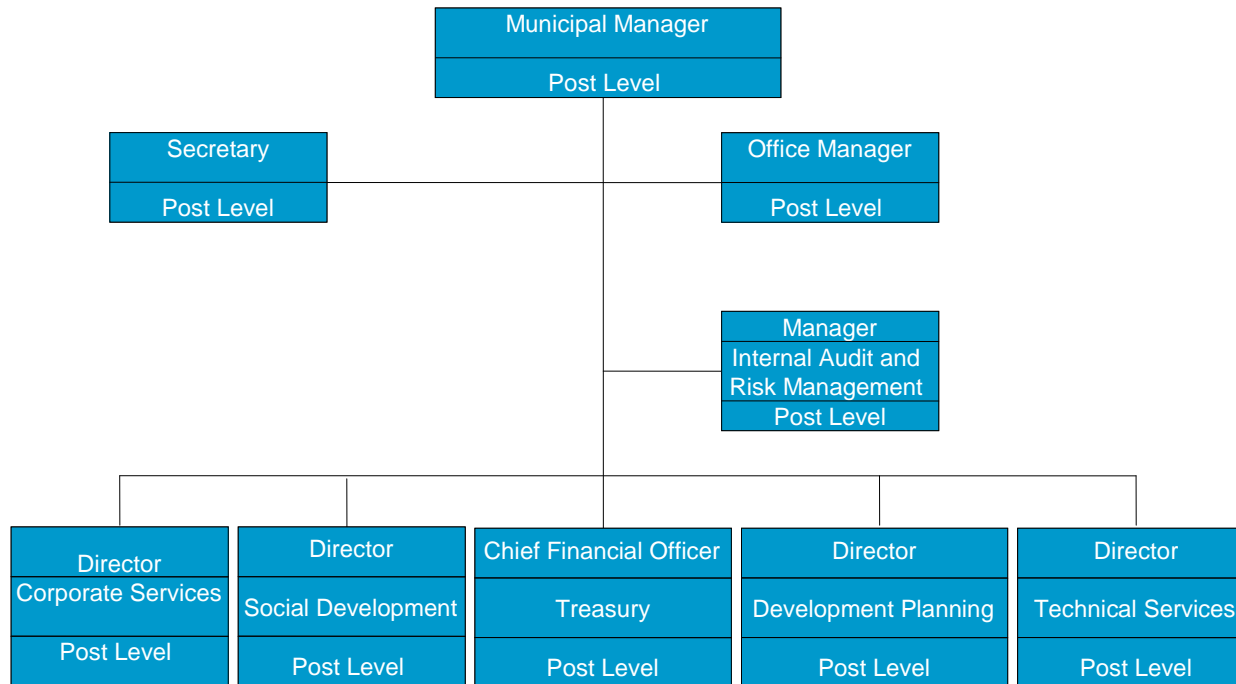 Municipal Manager
Post Level
Secretary
Post Level
Office Manager
Post Level
Manager
Internal Audit and
Risk Management
Post Level
Director
Corporate Services
Post Level
Director
Social Development
Post Level
Chief Financial Officer
Treasury
Post Level
Director
Development Planning
Post Level
Director
Technical Services
Post Level